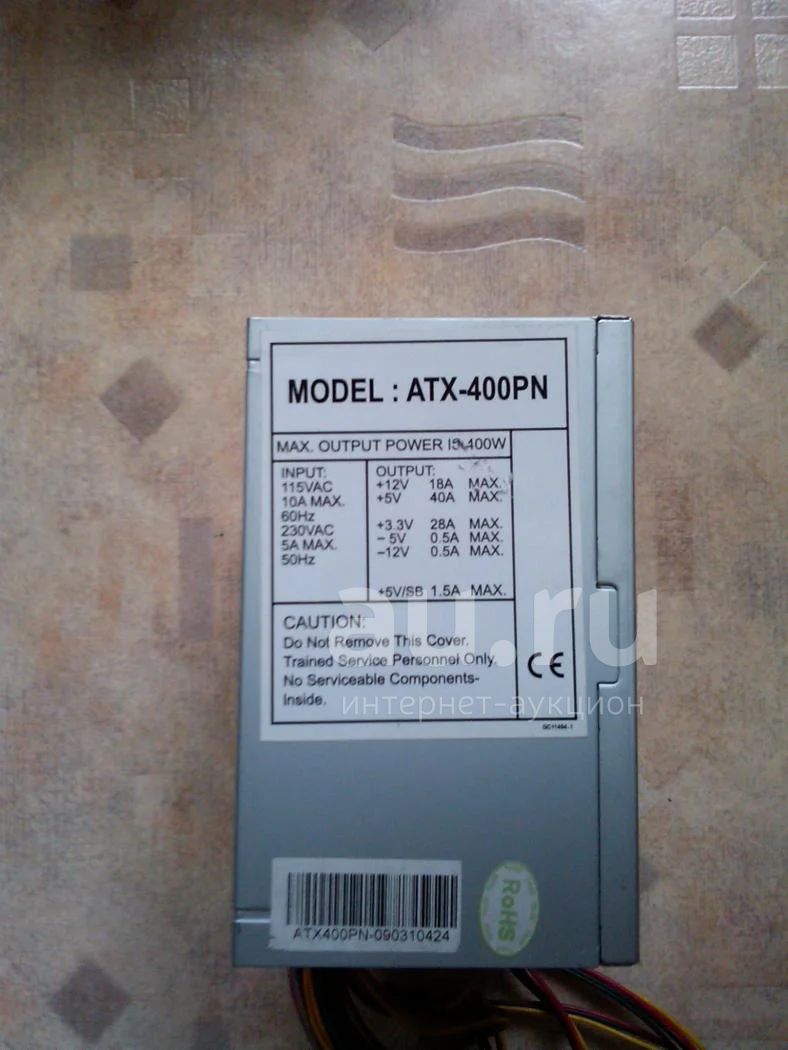 MODEL : ATX-400PN
MAX. OUTPUT POWER IS 400W
INPUT:
115VAC
10A MAX.
60Hz
230VAC
5A MAX.
50Hz
OUTPUT:
+12V 18A MAX.
+5V 40A MAX.
+3.3V 28A MAX.
- 5V 0.5A MAX.
-12V 0.5A MAX.
+5V/SB 1.5A MAX.
CAUTION:
Do Not Remove This Cover.
Trained Service Personnel Only.
No Serviceable Components-
Inside.
CE
au.ru
интернет-аукцион
ATX400PN-090310424
RoHS